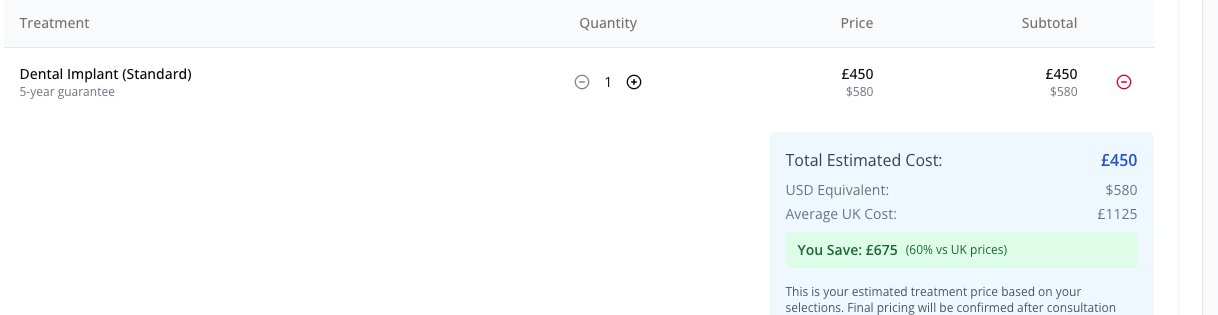 Treatment Quantity Price Subtotal
Dental Implant (Standard) 1 £450 £450
5-year guarantee $580 $580
Total Estimated Cost: £450
USD Equivalent: $580
Average UK Cost: £1125
You Save: £675 (60% vs UK prices)
This is your estimated treatment price based on your
selections. Final pricing will be confirmed after consultation